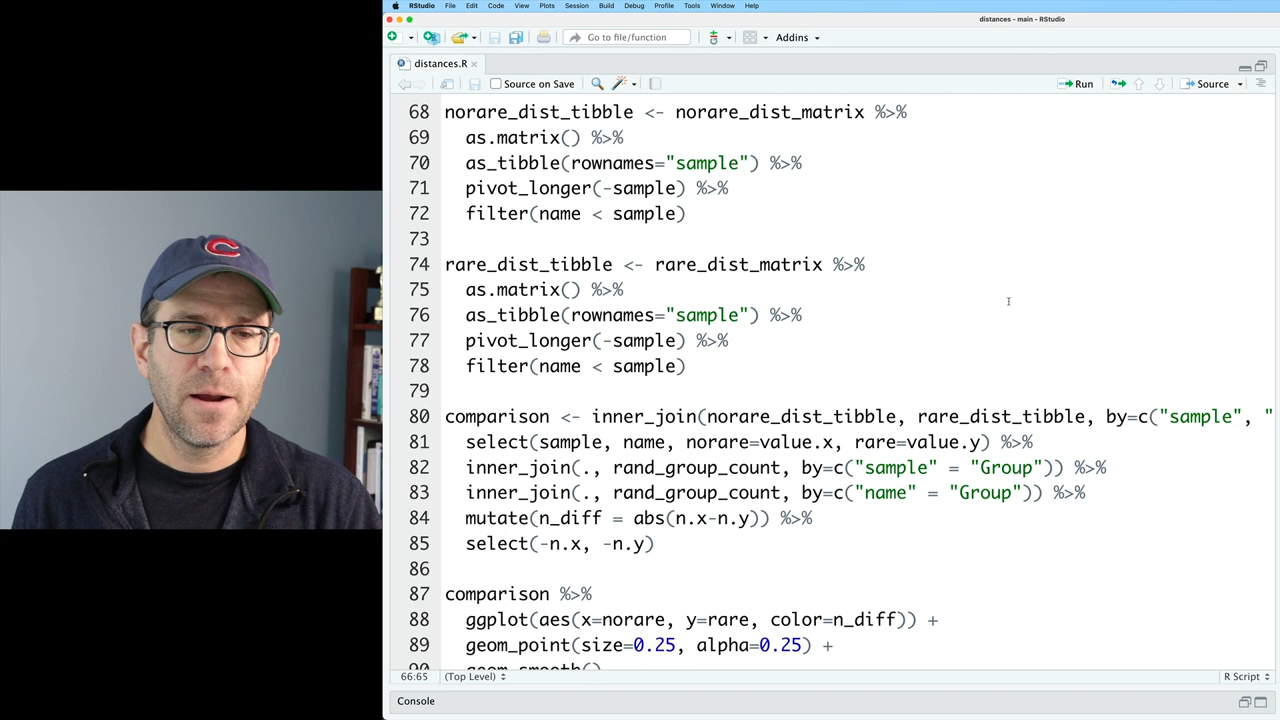 RStudio File Edit Code View Plots Session Build Debug Profile Tools Window Help
distances - main - RStudio
Go to file/function
Addins
distances.R
Source on Save
Run
Source
68 norare_dist_tibble <- norare_dist_matrix %>%
69 as.matrix() %>%
70 as_tibble(rownames="sample") %>%
71 pivot_longer(-sample) %>%
72 filter(name < sample)
73
74 rare_dist_tibble <- rare_dist_matrix %>%
75 as.matrix() %>%
76 as_tibble(rownames="sample") %>%
77 pivot_longer(-sample) %>%
78 filter(name < sample)
79
80 comparison <- inner_join(norare_dist_tibble, rare_dist_tibble, by=c("sample", "
81 select(sample, name, norare=value.x, rare=value.y) %>%
82 inner_join(., rand_group_count, by=c("sample" = "Group")) %>%
83 inner_join(., rand_group_count, by=c("name" = "Group")) %>%
84 mutate(n_diff = abs(n.x-n.y)) %>%
85 select(-n.x, -n.y)
86
87 comparison %>%
88 ggplot(aes(x=norare, y=rare, color=n_diff)) +
89 geom_point(size=0.25, alpha=0.25) +
90 geom_smooth()
66:65 (Top Level) R Script
Console
C